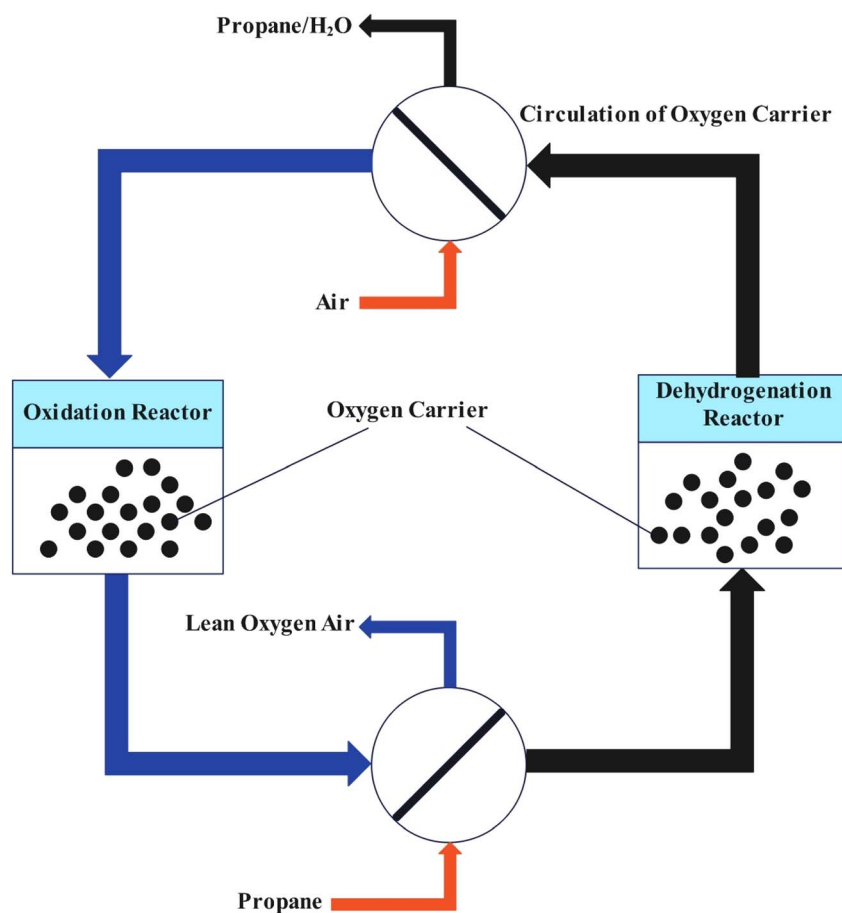 Propane/H₂O
Circulation of Oxygen Carrier
Air
Oxidation Reactor
Oxygen Carrier
Dehydrogenation
Reactor
Lean Oxygen Air
Propane